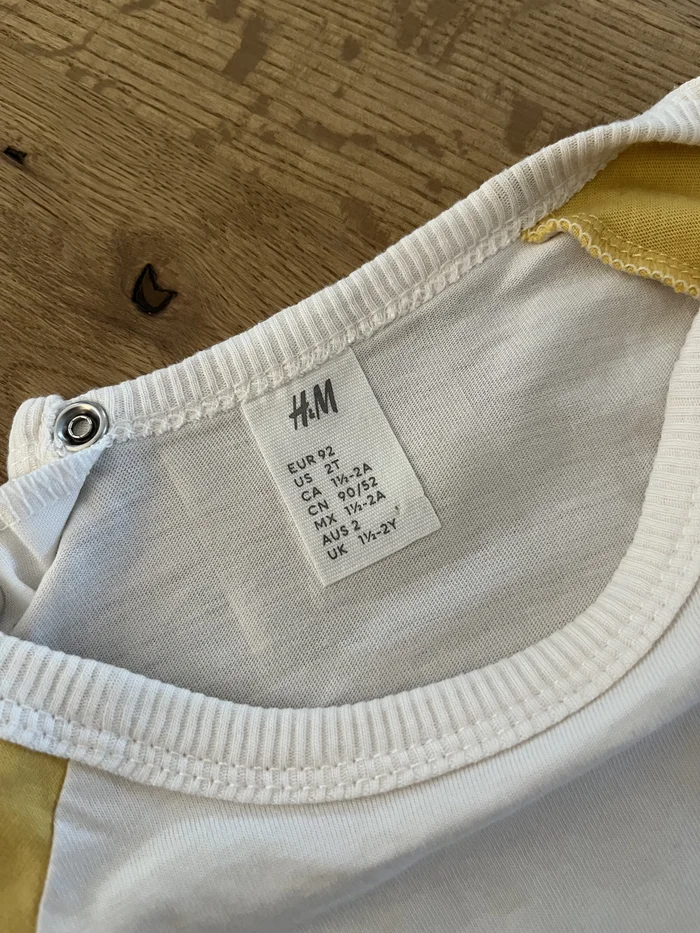 H&M
EUR 92
US 2T
CA 1½-2A
CN 90/52
MX 1½-2A
AUS 2
UK 1½-2Y